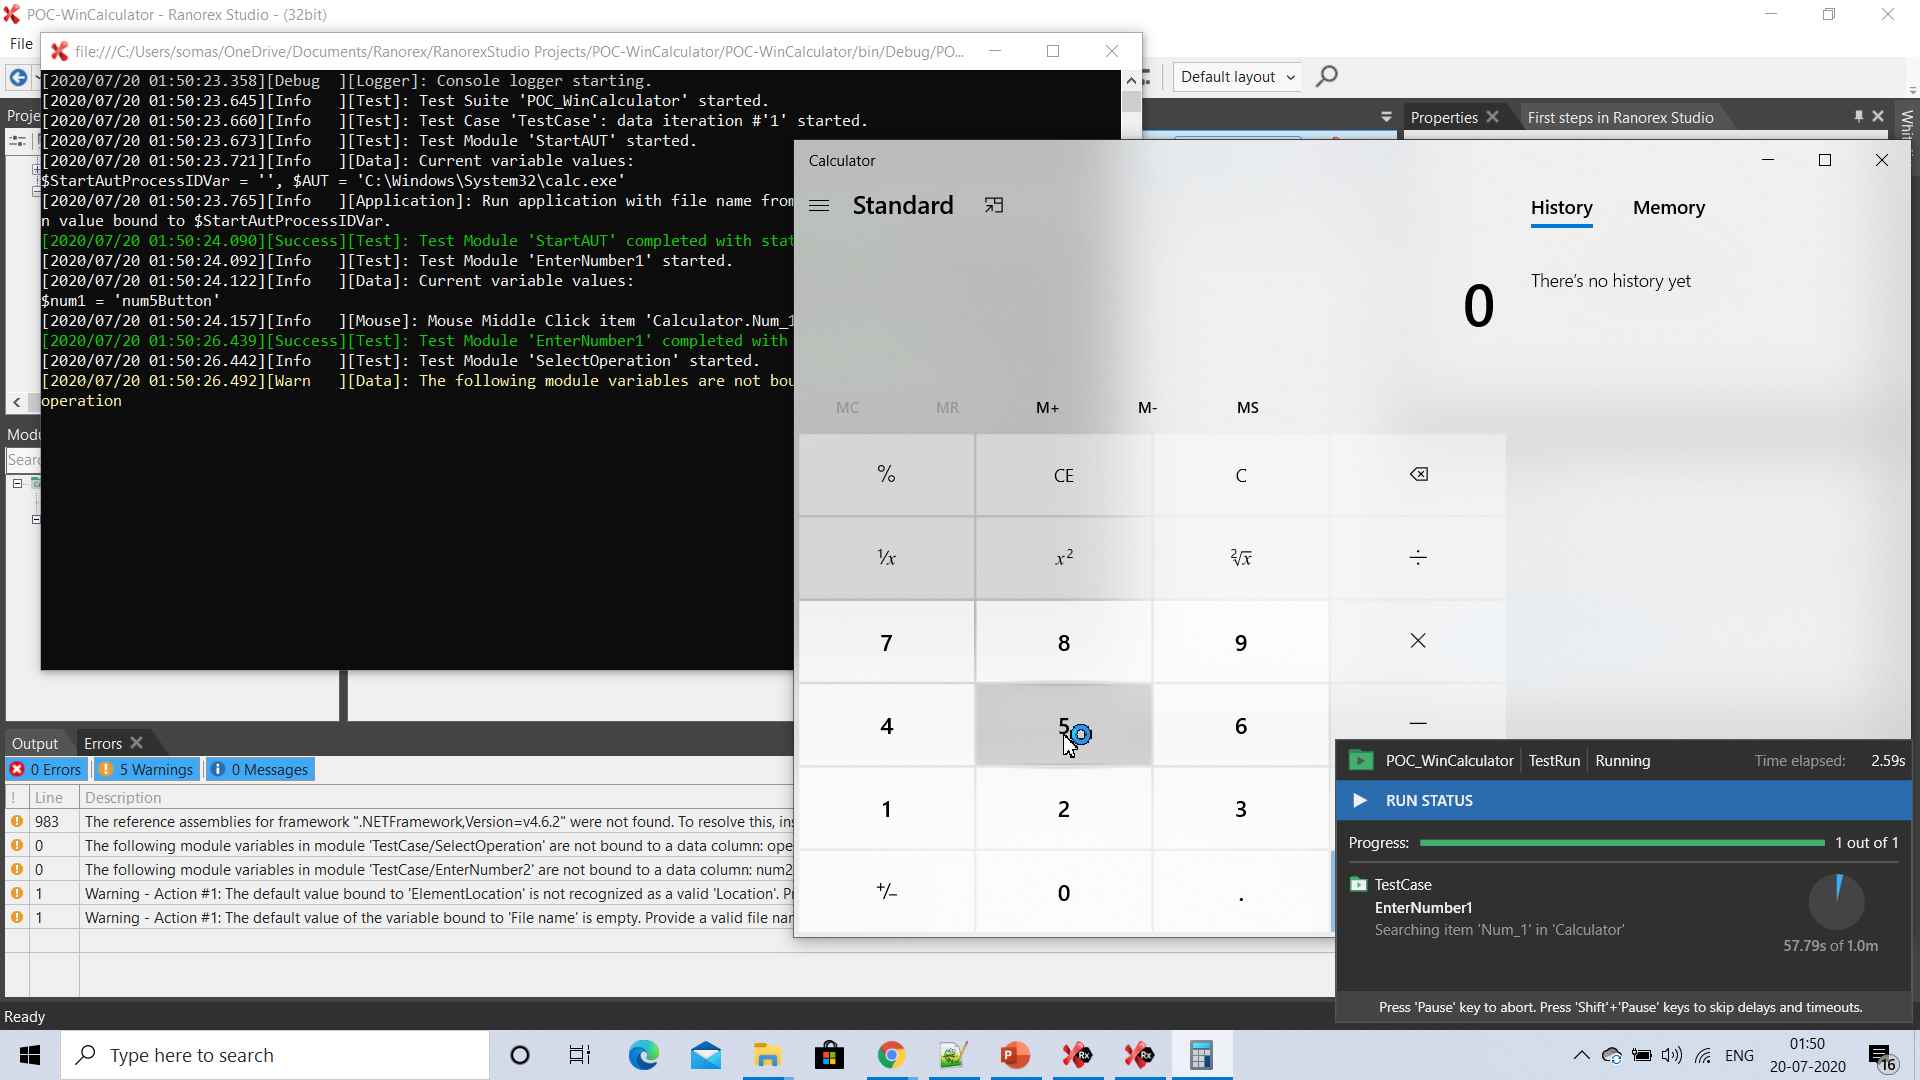 POC-WinCalculator - Ranorex Studio - (32bit)
File
file:///C:/Users/somas/OneDrive/Documents/Ranorex/RanorexStudio Projects/POC-WinCalculator/POC-WinCalculator/bin/Debug/PO...
Default layout
[2020/07/20 01:50:23.358][Debug  ][Logger]: Console logger starting.
[2020/07/20 01:50:23.645][Info   ][Test]: Test Suite 'POC_WinCalculator' started.
[2020/07/20 01:50:23.660][Info   ][Test]: Test Case 'TestCase': data iteration #'1' started.
[2020/07/20 01:50:23.673][Info   ][Test]: Test Module 'StartAUT' started.
[2020/07/20 01:50:23.721][Info   ][Data]: Current variable values:
$StartAutProcessIDVar = '', $AUT = 'C:\Windows\System32\calc.exe'
[2020/07/20 01:50:23.765][Info   ][Application]: Run application with file name from
n value bound to $StartAutProcessIDVar.
[2020/07/20 01:50:24.090][Success][Test]: Test Module 'StartAUT' completed with stat
[2020/07/20 01:50:24.092][Info   ][Test]: Test Module 'EnterNumber1' started.
[2020/07/20 01:50:24.122][Info   ][Data]: Current variable values:
$num1 = 'num5Button'
[2020/07/20 01:50:24.157][Info   ][Mouse]: Mouse Middle Click item 'Calculator.Num_1
[2020/07/20 01:50:26.439][Success][Test]: Test Module 'EnterNumber1' completed with
[2020/07/20 01:50:26.442][Info   ][Test]: Test Module 'SelectOperation' started.
[2020/07/20 01:50:26.492][Warn   ][Data]: The following module variables are not bou
operation
Proje
Modu
Searc
Properties
First steps in Ranorex Studio
Whit
Calculator
Standard
History
Memory
There's no history yet
0
MC MR M+ M- MS
% CE C
⅟x x² ²√x ÷
7 8 9 ×
4 5 6 −
1 2 3
+/− 0 .
Output
Errors
0 Errors
5 Warnings
0 Messages
! Line Description
983 The reference assemblies for framework ".NETFramework,Version=v4.6.2" were not found. To resolve this, ins
0 The following module variables in module 'TestCase/SelectOperation' are not bound to a data column: ope
0 The following module variables in module 'TestCase/EnterNumber2' are not bound to a data column: num2
1 Warning - Action #1: The default value bound to 'ElementLocation' is not recognized as a valid 'Location'. Pr
1 Warning - Action #1: The default value of the variable bound to 'File name' is empty. Provide a valid file nar
POC_WinCalculator TestRun Running Time elapsed: 2.59s
RUN STATUS
Progress: 1 out of 1
TestCase
EnterNumber1
Searching item 'Num_1' in 'Calculator'
57.79s of 1.0m
Press 'Pause' key to abort. Press 'Shift'+'Pause' keys to skip delays and timeouts.
Ready
Type here to search
ENG
01:50
20-07-2020
16